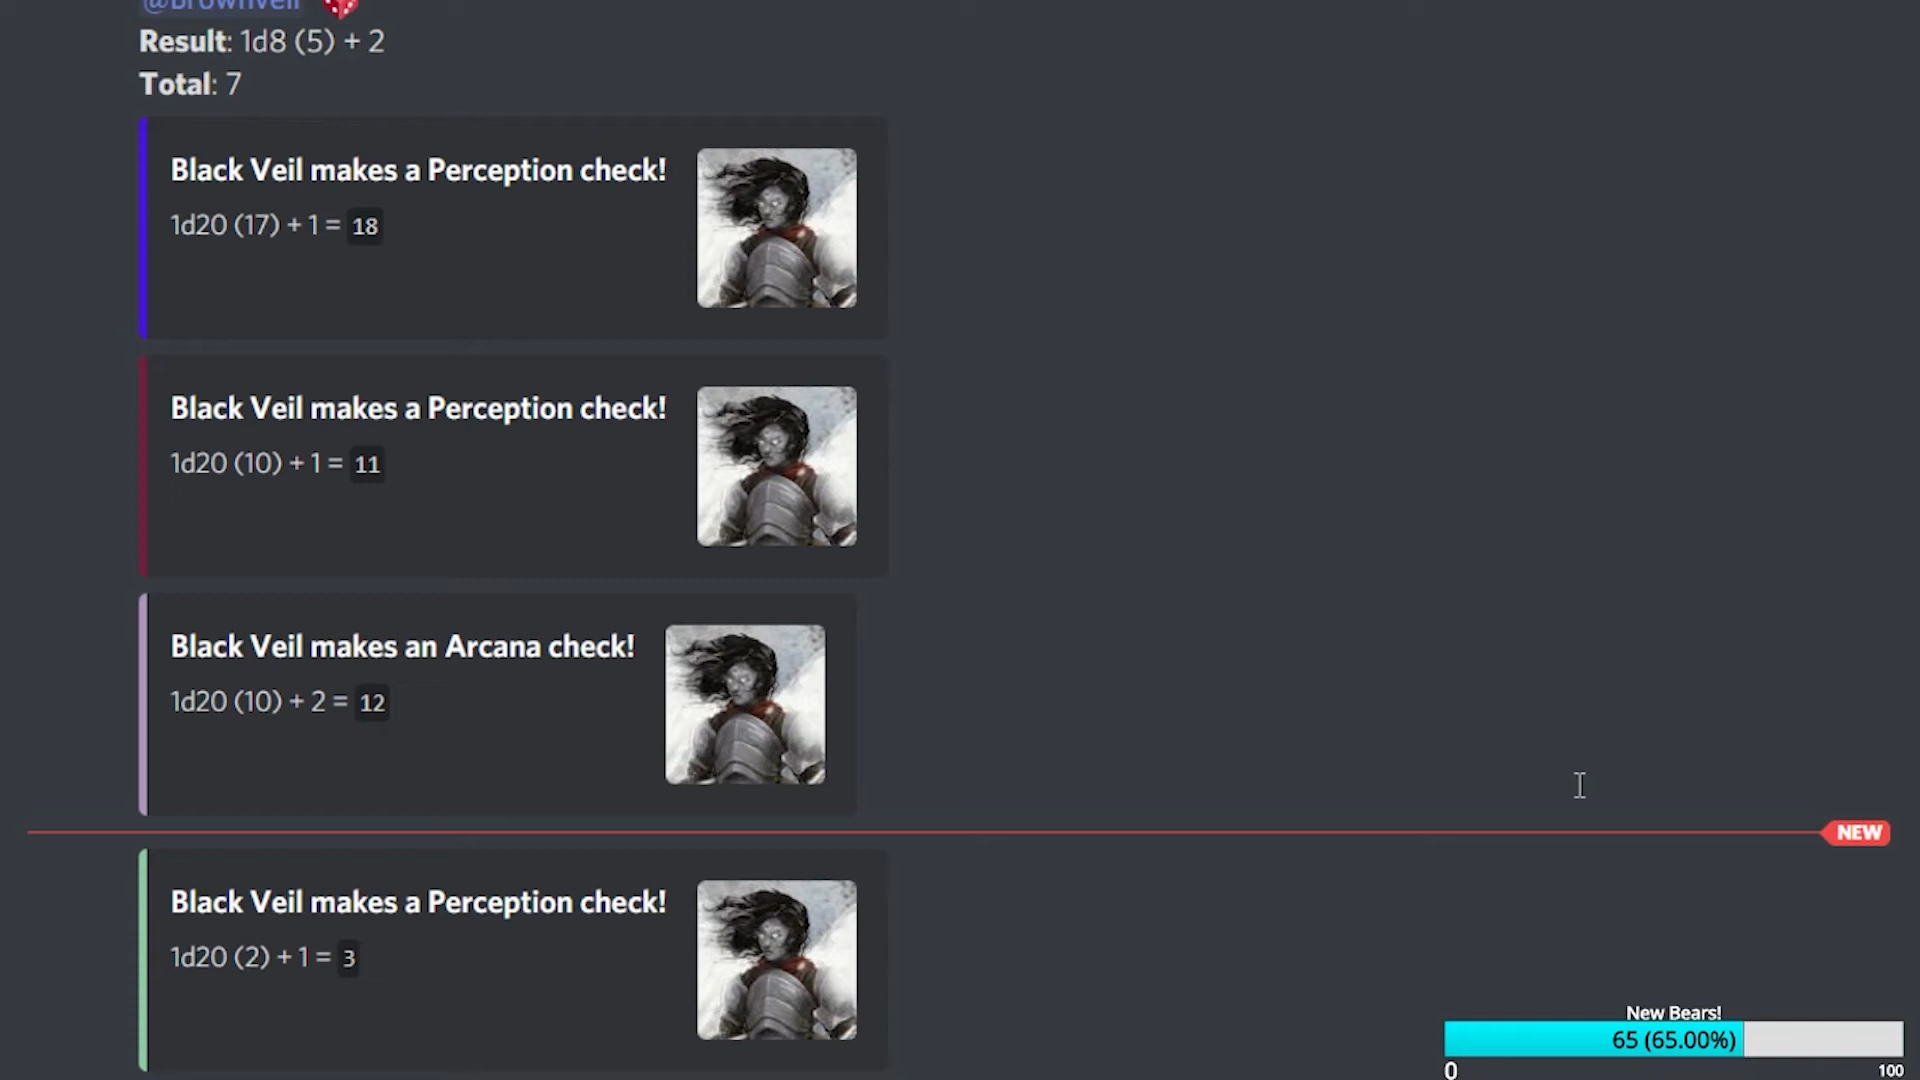 @Brownveil
Result: 1d8 (5) + 2
Total: 7
Black Veil makes a Perception check!
1d20 (17) + 1 = 18
Black Veil makes a Perception check!
1d20 (10) + 1 = 11
Black Veil makes an Arcana check!
1d20 (10) + 2 = 12
NEW
Black Veil makes a Perception check!
1d20 (2) + 1 = 3
New Bears!
65 (65.00%)
0
100